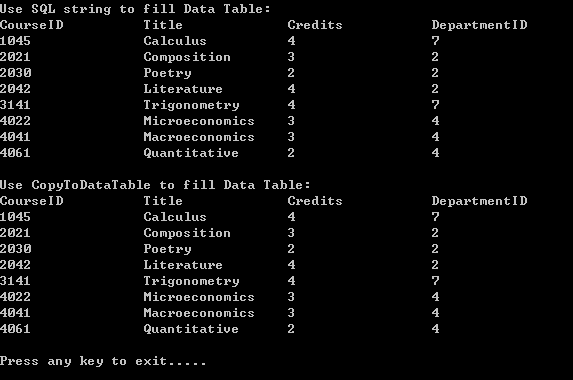 Use SQL string to fill Data Table:
CourseID Title Credits DepartmentID
1045 Calculus 4 7
2021 Composition 3 2
2030 Poetry 2 2
2042 Literature 4 2
3141 Trigonometry 4 7
4022 Microeconomics 3 4
4041 Macroeconomics 3 4
4061 Quantitative 2 4
Use CopyToDataTable to fill Data Table:
CourseID Title Credits DepartmentID
1045 Calculus 4 7
2021 Composition 3 2
2030 Poetry 2 2
2042 Literature 4 2
3141 Trigonometry 4 7
4022 Microeconomics 3 4
4041 Macroeconomics 3 4
4061 Quantitative 2 4
Press any key to exit.....